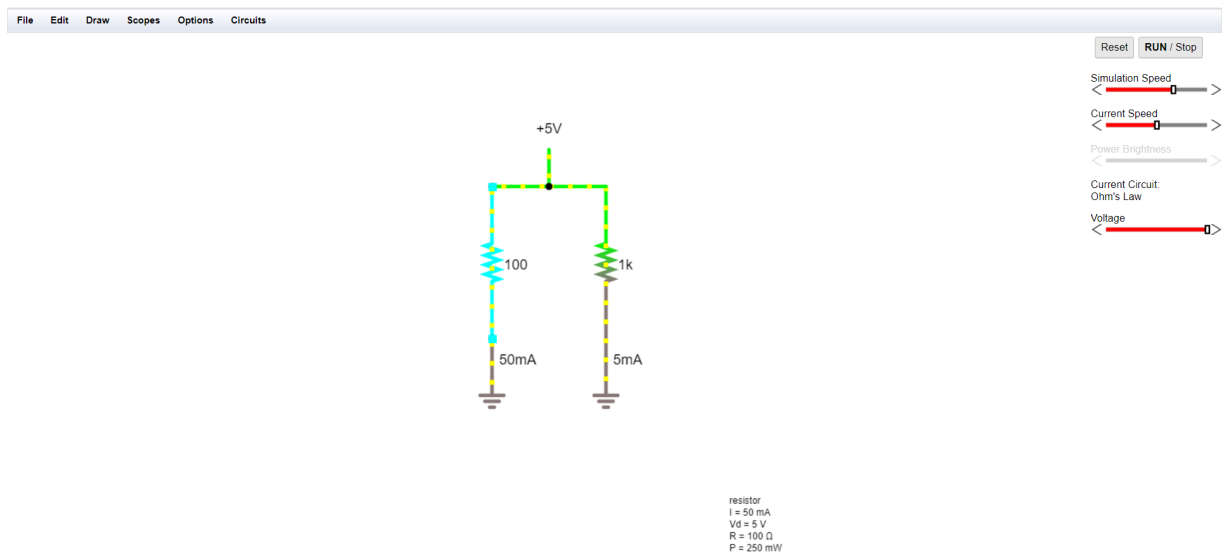 File Edit Draw Scopes Options Circuits
Reset RUN / Stop
Simulation Speed
Current Speed
Power Brightness
Current Circuit:
Ohm's Law
Voltage
+5V
100 1k
50mA 5mA
resistor
I = 50 mA
Vd = 5 V
R = 100 Ω
P = 250 mW